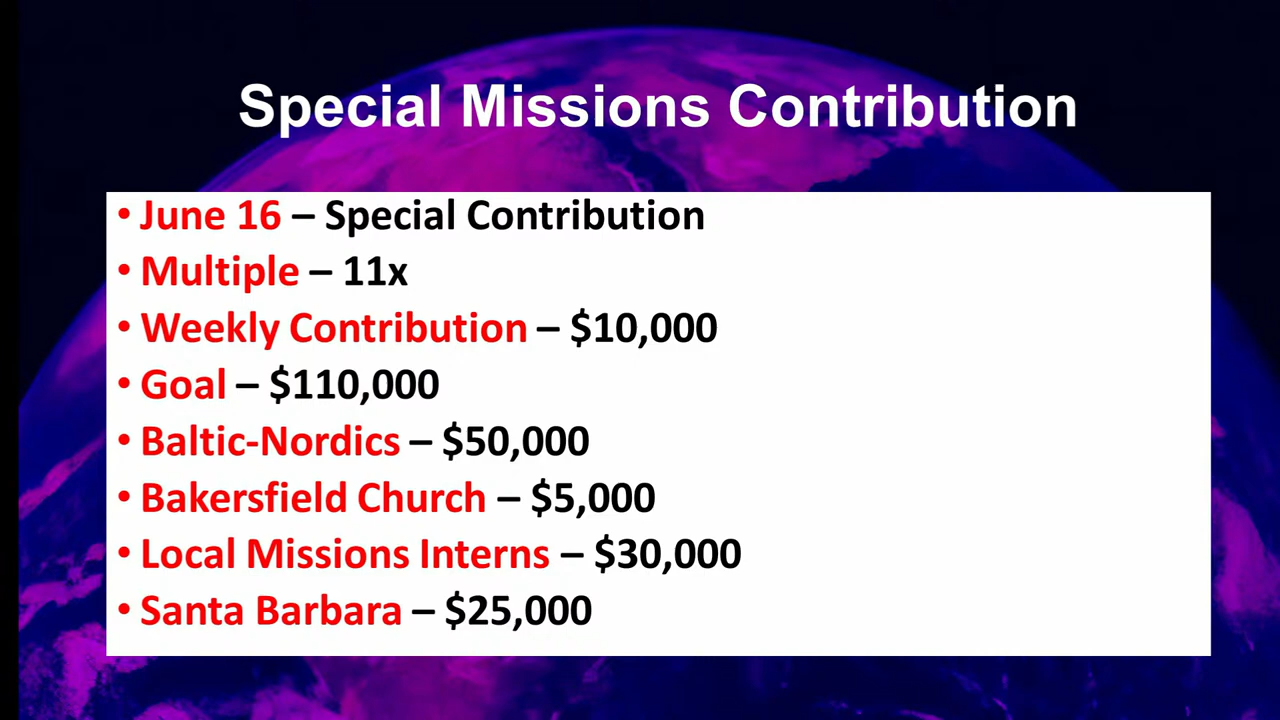 Special Missions Contribution
• June 16 – Special Contribution
• Multiple – 11x
• Weekly Contribution – $10,000
• Goal – $110,000
• Baltic-Nordics – $50,000
• Bakersfield Church – $5,000
• Local Missions Interns – $30,000
• Santa Barbara – $25,000